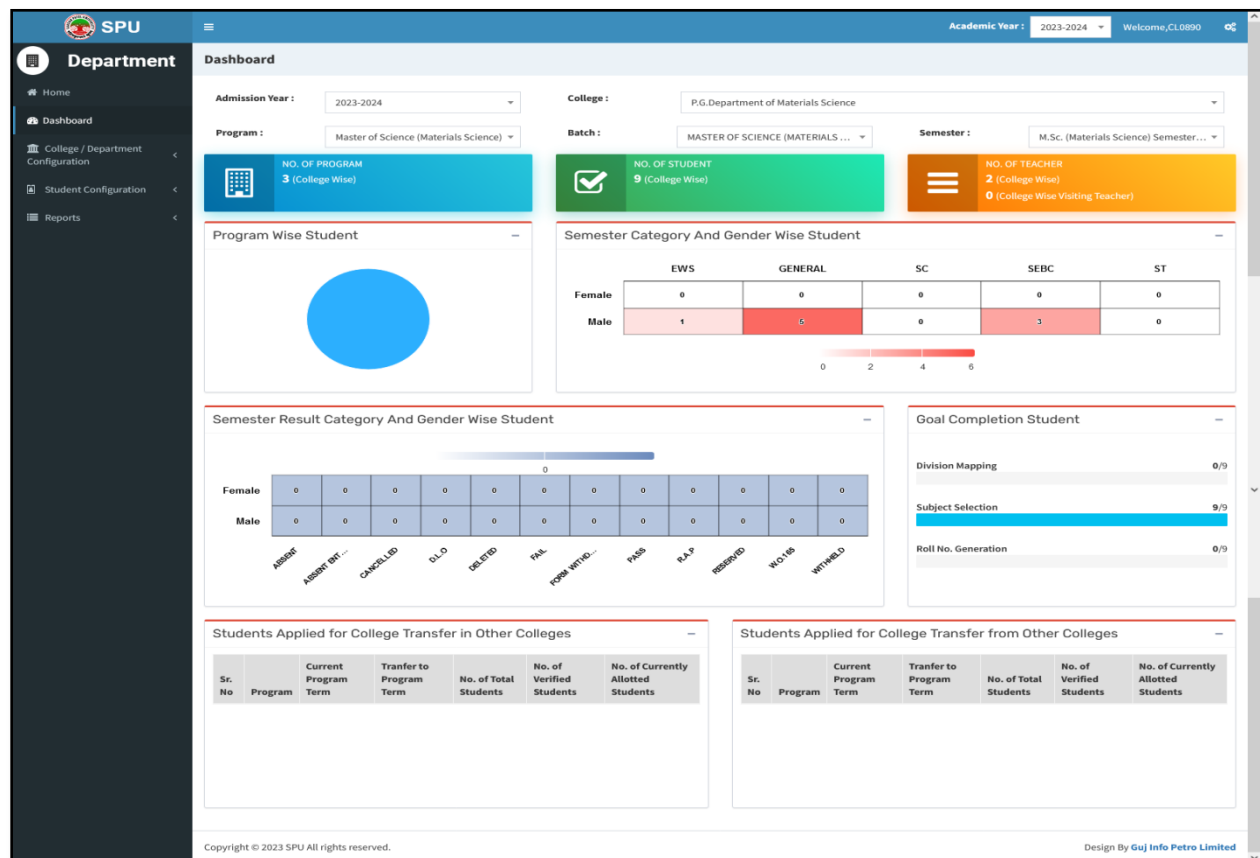 SPU
Academic Year :
2023-2024
Welcome,CL0890
Department
Home
Dashboard
College / Department
Configuration
Student Configuration
Reports
Dashboard
Admission Year :
2023-2024
College :
P.G.Department of Materials Science
Program :
Master of Science (Materials Science)
Batch :
MASTER OF SCIENCE (MATERIALS ...
Semester :
M.Sc. (Materials Science) Semester...
NO. OF PROGRAM
3 (College Wise)
NO. OF STUDENT
9 (College Wise)
NO. OF TEACHER
2 (College Wise)
0 (College Wise Visiting Teacher)
Program Wise Student
Semester Category And Gender Wise Student
EWS GENERAL SC SEBC ST
Female 0 0 0 0 0
Male 1 5 0 3 0
0 2 4 6
Semester Result Category And Gender Wise Student
0
Female 0 0 0 0 0 0 0 0 0 0 0 0
Male 0 0 0 0 0 0 0 0 0 0 0 0
ABSENT ABSENT ENT... CANCELLED D.L.O DELETED FAIL FORM WITHD... PASS R.A.P RESERVED W.O.165 WITHHELD
Goal Completion Student
Division Mapping 0/9
Subject Selection 9/9
Roll No. Generation 0/9
Students Applied for College Transfer in Other Colleges
Sr. No
Program
Current Program Term
Tranfer to Program Term
No. of Total Students
No. of Verified Students
No. of Currently Allotted Students
Students Applied for College Transfer from Other Colleges
Sr. No
Program
Current Program Term
Tranfer to Program Term
No. of Total Students
No. of Verified Students
No. of Currently Allotted Students
Copyright © 2023 SPU All rights reserved.
Design By Guj Info Petro Limited